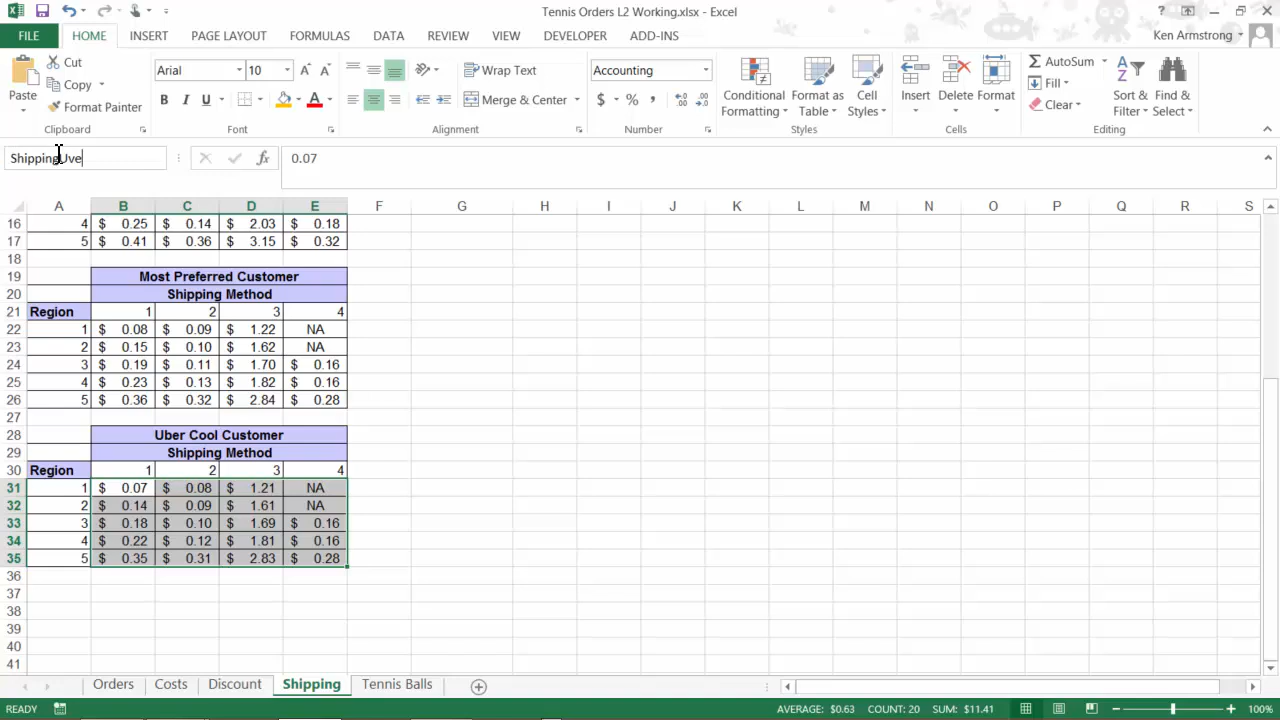 Tennis Orders L2 Working.xlsx - Excel
FILE HOME INSERT PAGE LAYOUT FORMULAS DATA REVIEW VIEW DEVELOPER ADD-INS Ken Armstrong
Paste Cut Copy Format Painter Clipboard
Arial 10 B I U A Font
Wrap Text Merge & Center Alignment
Accounting $ % , Number
Conditional Formatting Format as Table Cell Styles Styles
Insert Delete Format Cells
AutoSum Fill Clear Sort & Filter Find & Select Editing
ShippingUve fx 0.07
A B C D E F G H I J K L M N O P Q R S
16 4 $ 0.25 $ 0.14 $ 2.03 $ 0.18
17 5 $ 0.41 $ 0.36 $ 3.15 $ 0.32
18
19 Most Preferred Customer
20 Shipping Method
21 Region 1 2 3 4
22 1 $ 0.08 $ 0.09 $ 1.22 NA
23 2 $ 0.15 $ 0.10 $ 1.62 NA
24 3 $ 0.19 $ 0.11 $ 1.70 $ 0.16
25 4 $ 0.23 $ 0.13 $ 1.82 $ 0.16
26 5 $ 0.36 $ 0.32 $ 2.84 $ 0.28
27
28 Uber Cool Customer
29 Shipping Method
30 Region 1 2 3 4
31 1 $ 0.07 $ 0.08 $ 1.21 NA
32 2 $ 0.14 $ 0.09 $ 1.61 NA
33 3 $ 0.18 $ 0.10 $ 1.69 $ 0.16
34 4 $ 0.22 $ 0.12 $ 1.81 $ 0.16
35 5 $ 0.35 $ 0.31 $ 2.83 $ 0.28
36
37
38
39
40
41
Orders Costs Discount Shipping Tennis Balls
READY AVERAGE: $0.63 COUNT: 20 SUM: $11.41 100%